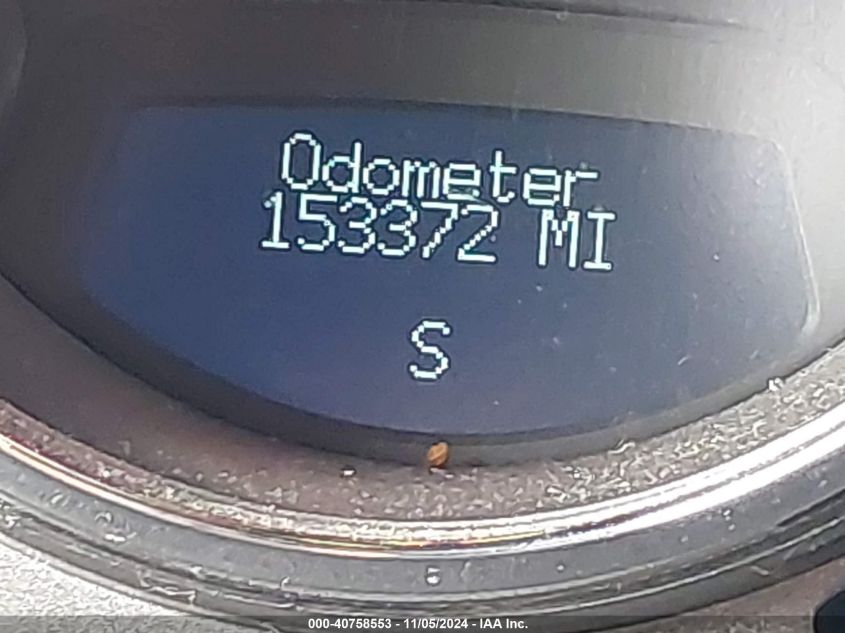 Odometer
153372 MI
S
000-40758553 - 11/05/2024 - IAA Inc.